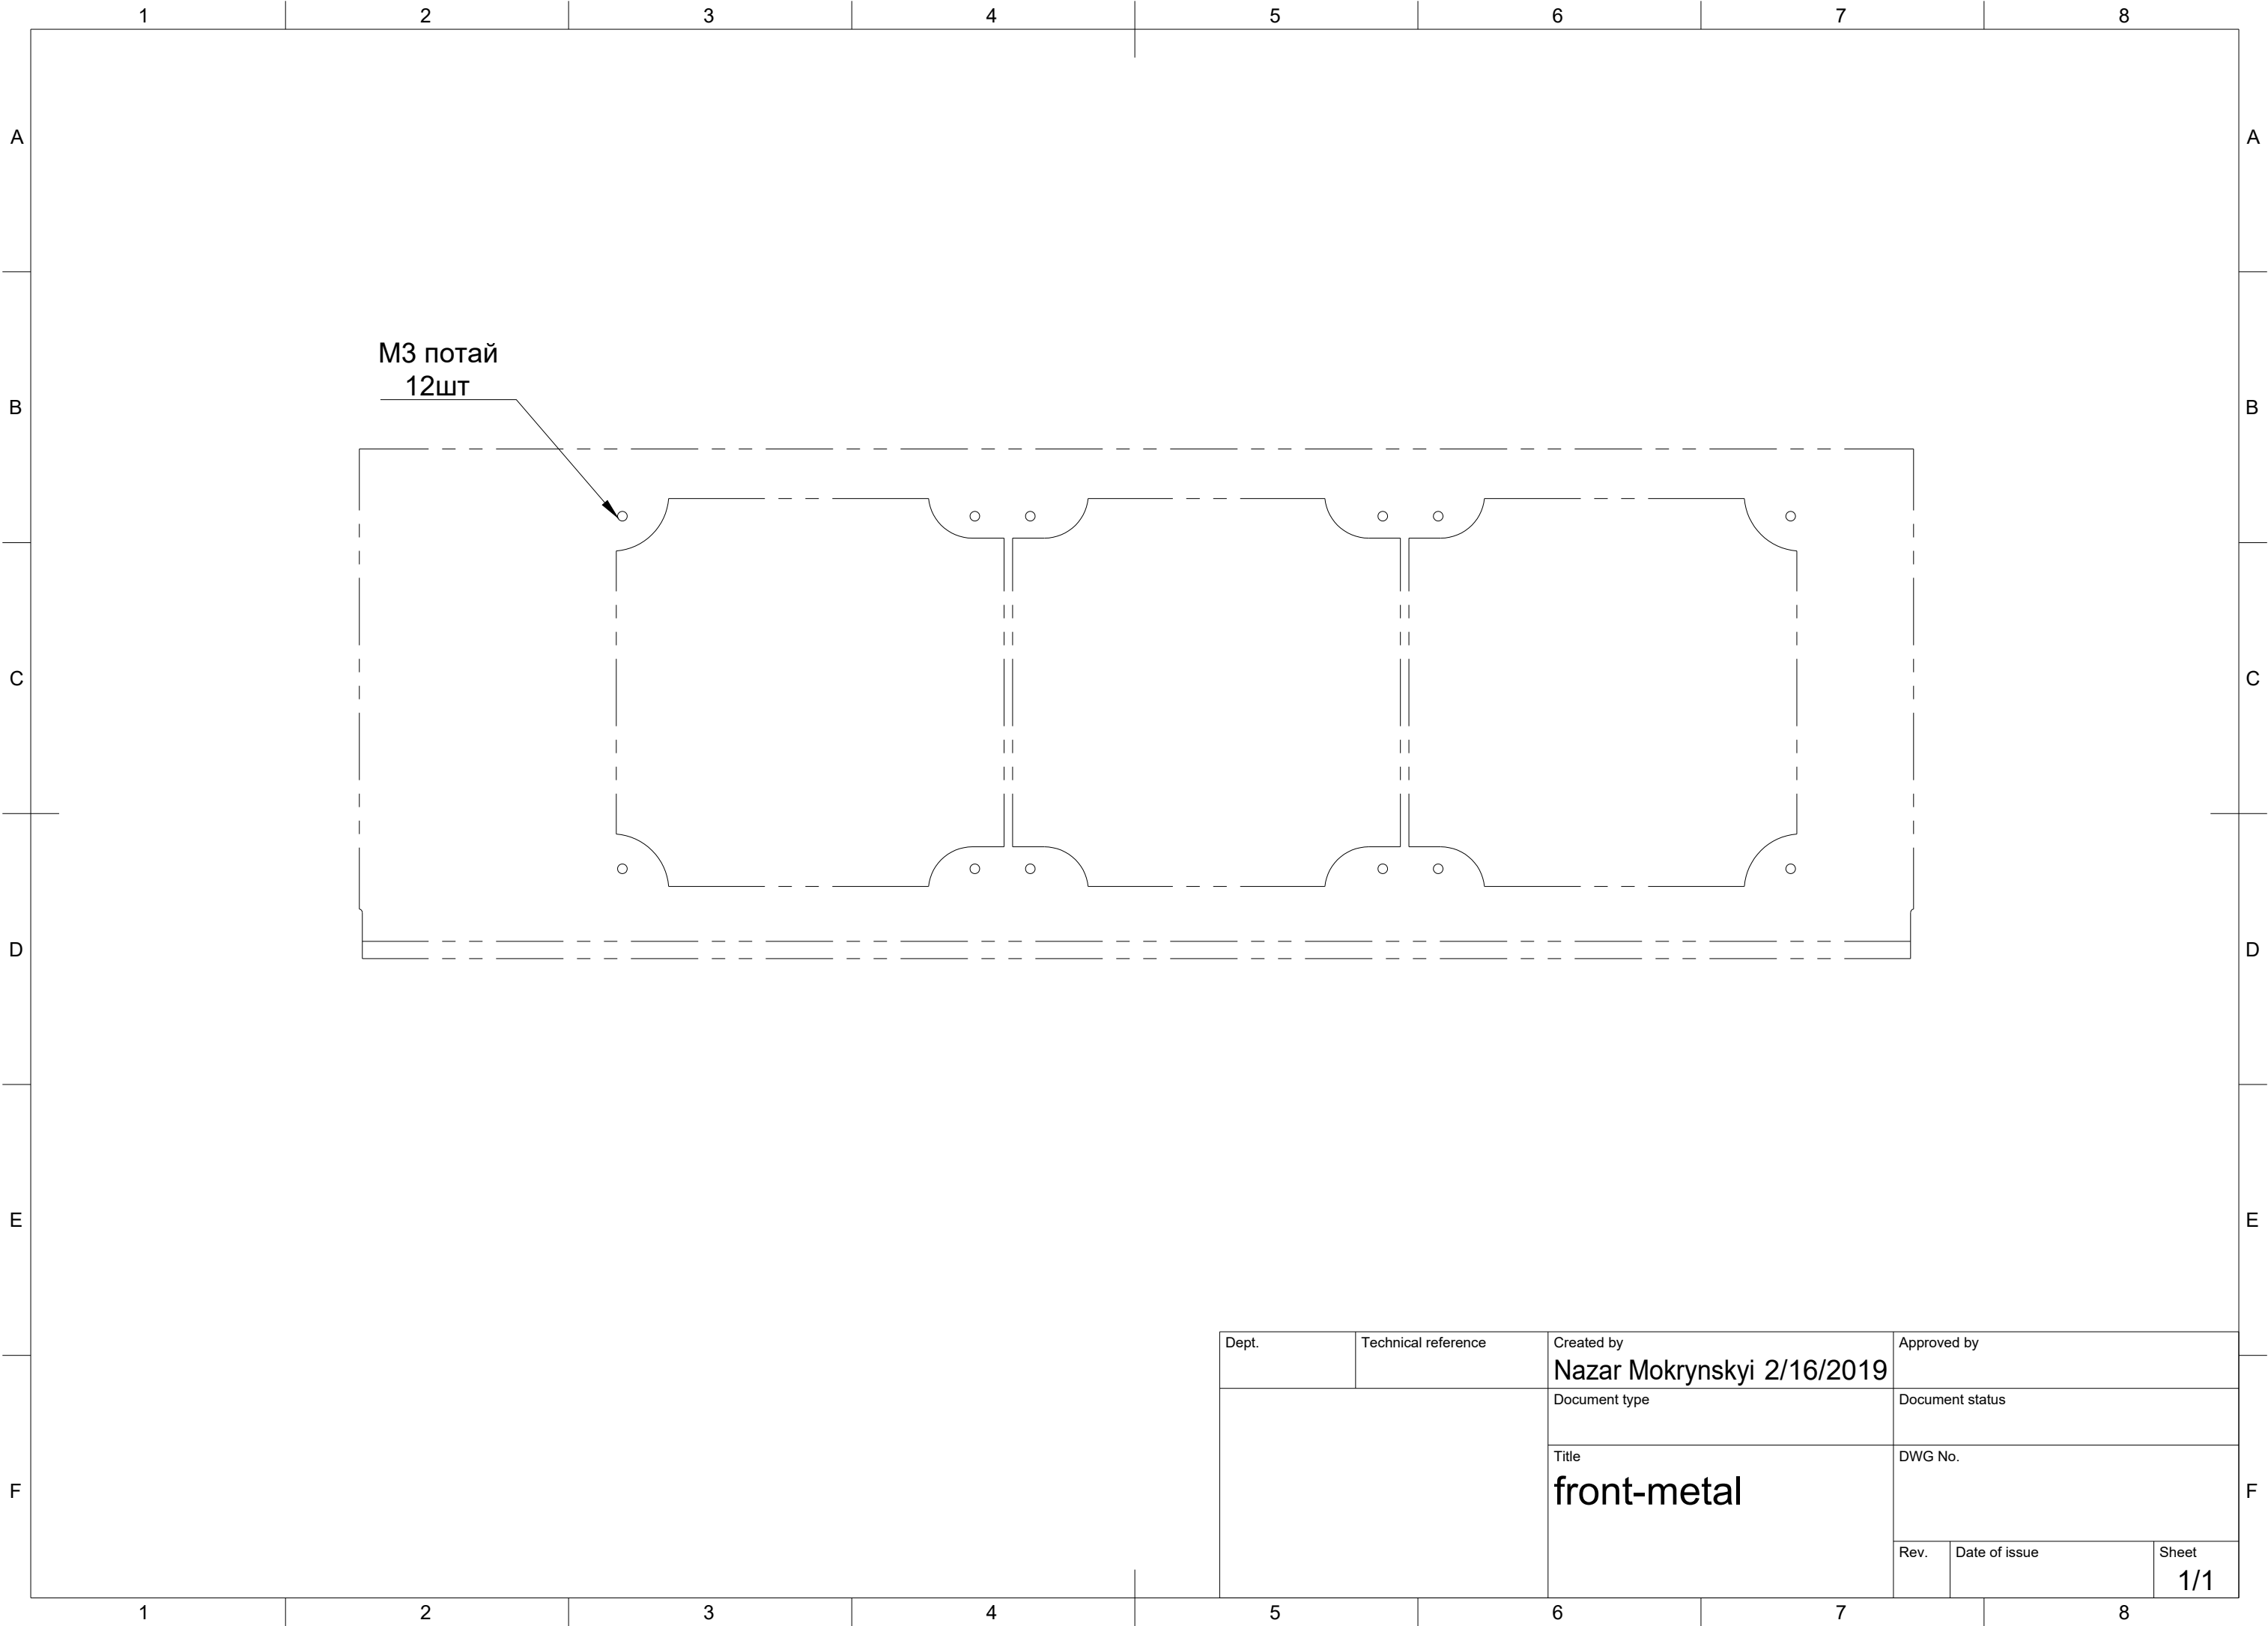 1 2 3 4 5 6 7 8
A A
М3 потай
12шт
B B
C C
D D
E E
Dept. Technical reference Created by Approved by
Nazar Mokrynskyi 2/16/2019
Document type Document status
Title DWG No.
front-metal
F F
Rev. Date of issue Sheet
1/1
1 2 3 4 5 6 7 8